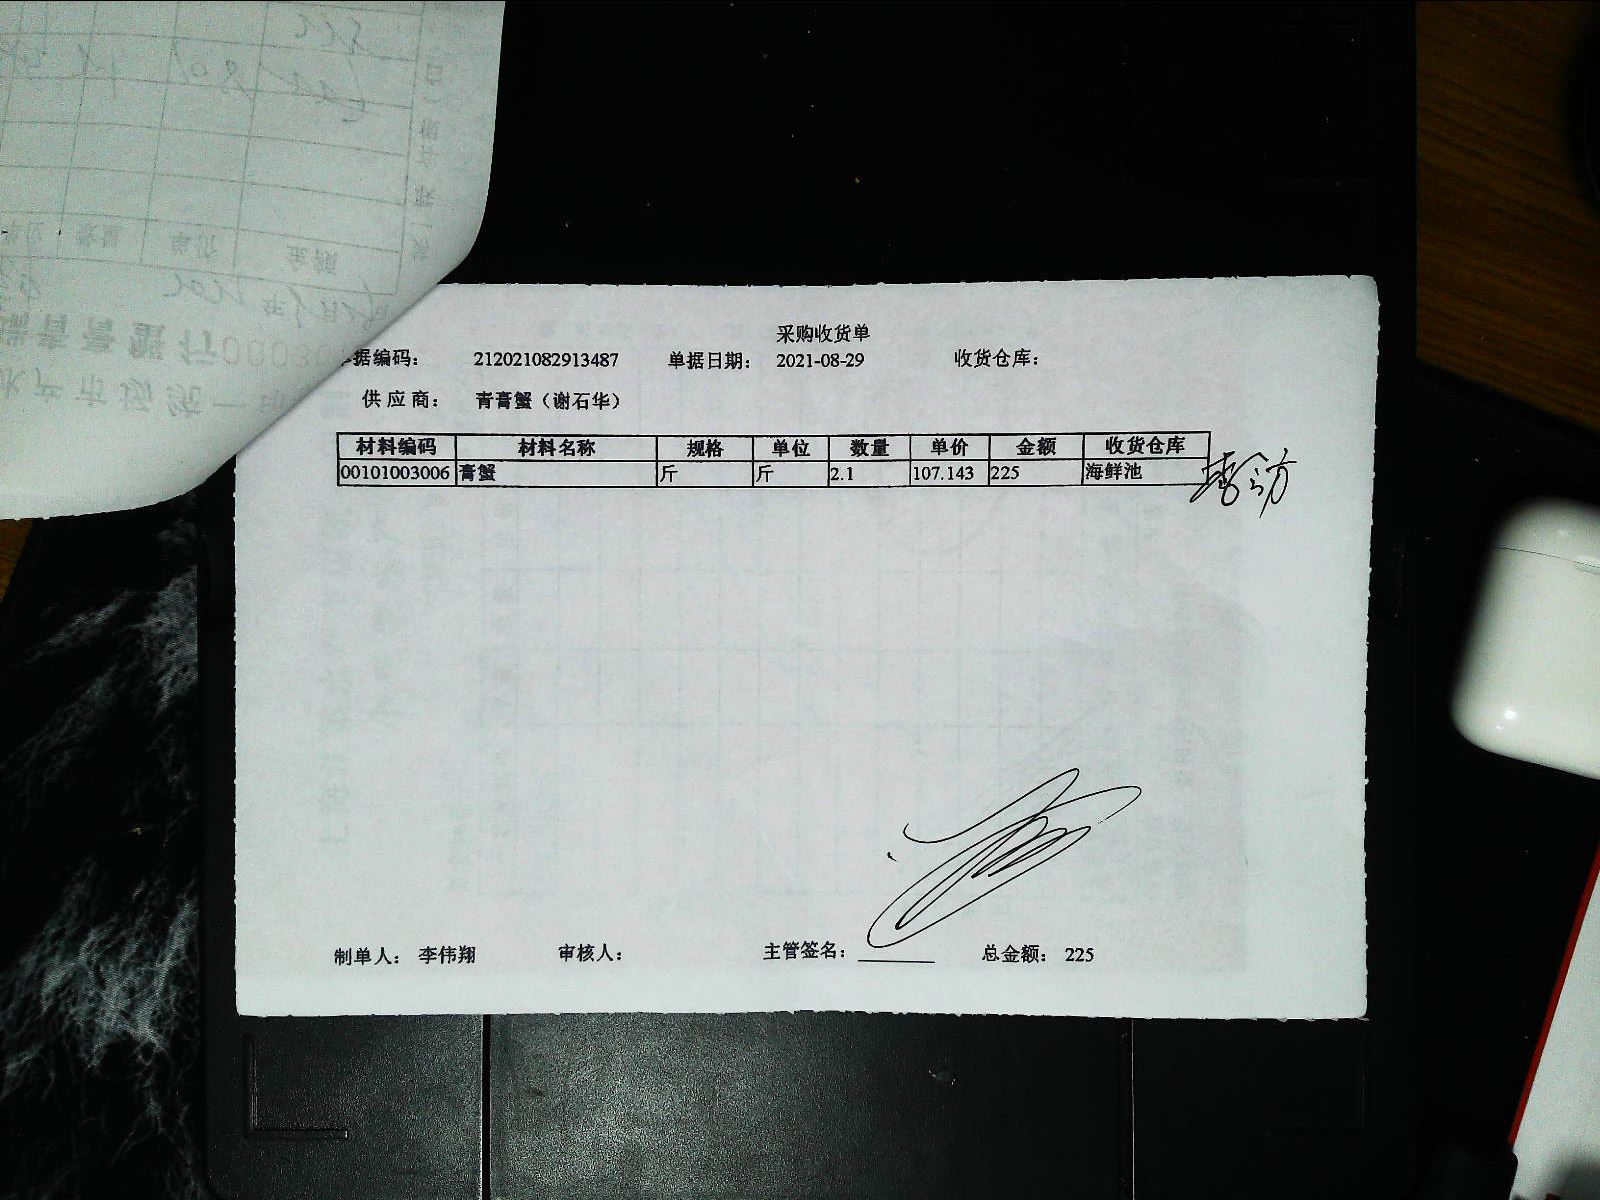 采购收货单
据编码： 212021082913487 单据日期： 2021-08-29 收货仓库：
供应商： 青膏蟹（谢石华）
材料编码 材料名称 规格 单位 数量 单价 金额 收货仓库
00101003006 膏蟹 斤 斤 2.1 107.143 225 海鲜池
制单人： 李伟翔 审核人： 主管签名： 总金额： 225